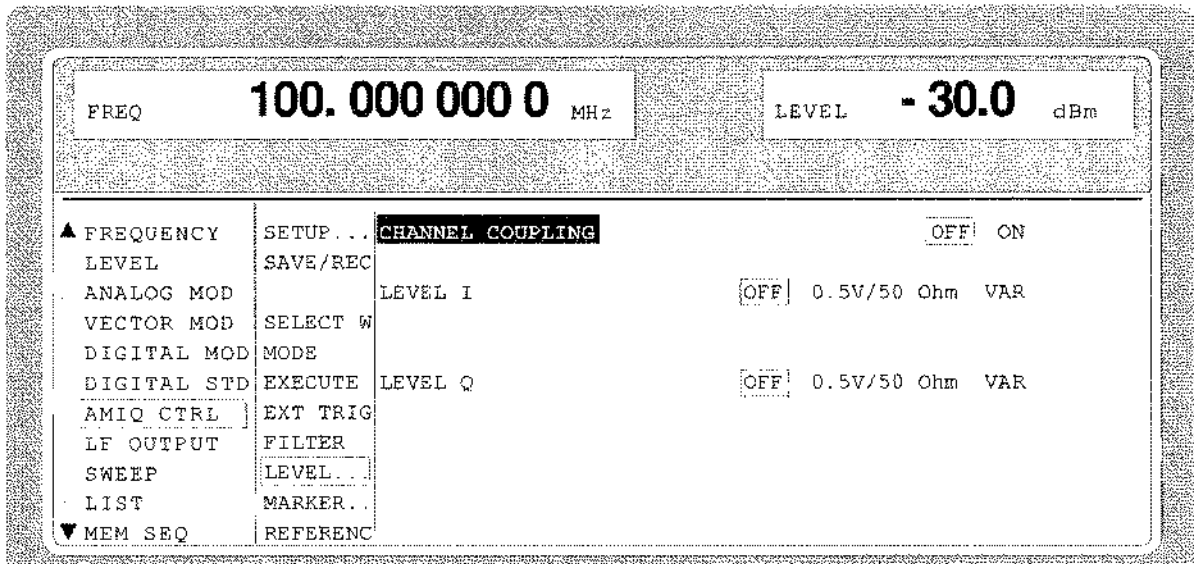 FREQ 100. 000 000 0 MHz LEVEL - 30.0 dBm
FREQUENCY SETUP... CHANNEL COUPLING OFF ON
LEVEL SAVE/REC
ANALOG MOD LEVEL I OFF 0.5V/50 Ohm VAR
VECTOR MOD SELECT W
DIGITAL MOD MODE
DIGITAL STD EXECUTE LEVEL Q OFF 0.5V/50 Ohm VAR
AMIQ CTRL EXT TRIG
LF OUTPUT FILTER
SWEEP LEVEL...
LIST MARKER..
MEM SEQ REFERENC